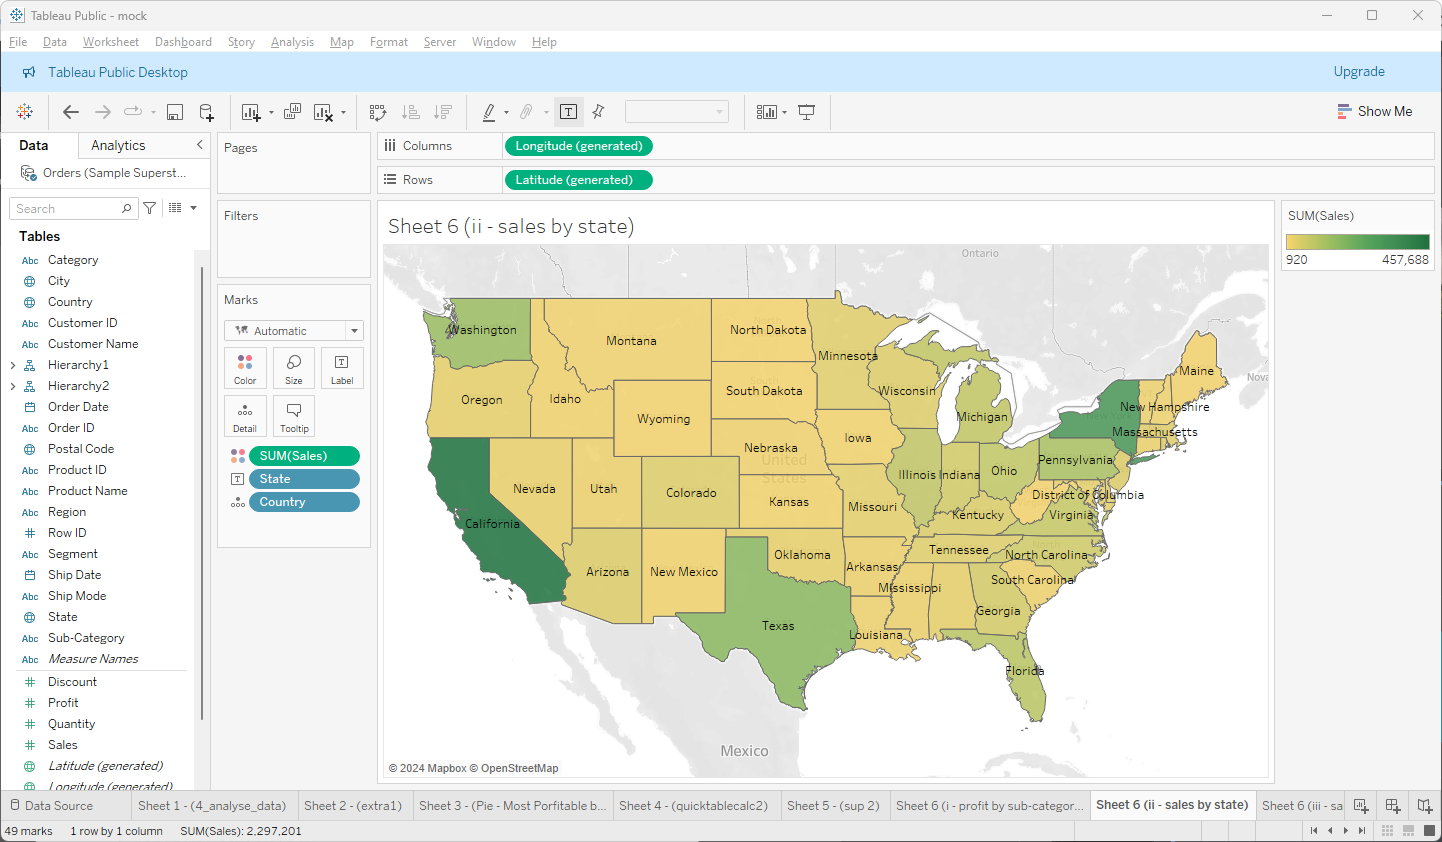 Tableau Public - mock
File Data Worksheet Dashboard Story Analysis Map Format Server Window Help
Tableau Public Desktop Upgrade
Show Me
Data Analytics
Orders (Sample Superst...
Search
Tables
Abc Category
City
Country
Abc Customer ID
Abc Customer Name
Hierarchy1
Hierarchy2
Order Date
Abc Order ID
Postal Code
Abc Product ID
Abc Product Name
Abc Region
Row ID
Abc Segment
Ship Date
Abc Ship Mode
State
Abc Sub-Category
Abc Measure Names
Discount
Profit
Quantity
Sales
Latitude (generated)
Longitude (generated)
Pages
Filters
Marks
Automatic
Color Size Label
Detail Tooltip
SUM(Sales)
State
Country
Columns Longitude (generated)
Rows Latitude (generated)
Sheet 6 (ii - sales by state)
Ontario
Washington
Montana
North Dakota
Minnesota
Maine
Nova
Oregon
Idaho
South Dakota
Wisconsin
Wyoming
Michigan
New Hampshire
New York
Iowa
Massachusetts
Nebraska
United
States
Pennsylvania
Nevada
Utah
Colorado
Kansas
Illinois
Indiana
Ohio
District of Columbia
Missouri
Kentucky
Virginia
California
Arizona
New Mexico
Oklahoma
Arkansas
Tennessee
North Carolina
Mississippi
South Carolina
Georgia
Texas
Louisiana
Florida
Mexico
© 2024 Mapbox © OpenStreetMap
SUM(Sales)
920 457,688
Data Source Sheet 1 - (4_analyse_data) Sheet 2 - (extra1) Sheet 3 - (Pie - Most Porfitable b... Sheet 4 - (quicktablecalc2) Sheet 5 - (sup 2) Sheet 6 (i - profit by sub-categor... Sheet 6 (ii - sales by state) Sheet 6 (iii - sa
49 marks 1 row by 1 column SUM(Sales): 2,297,201